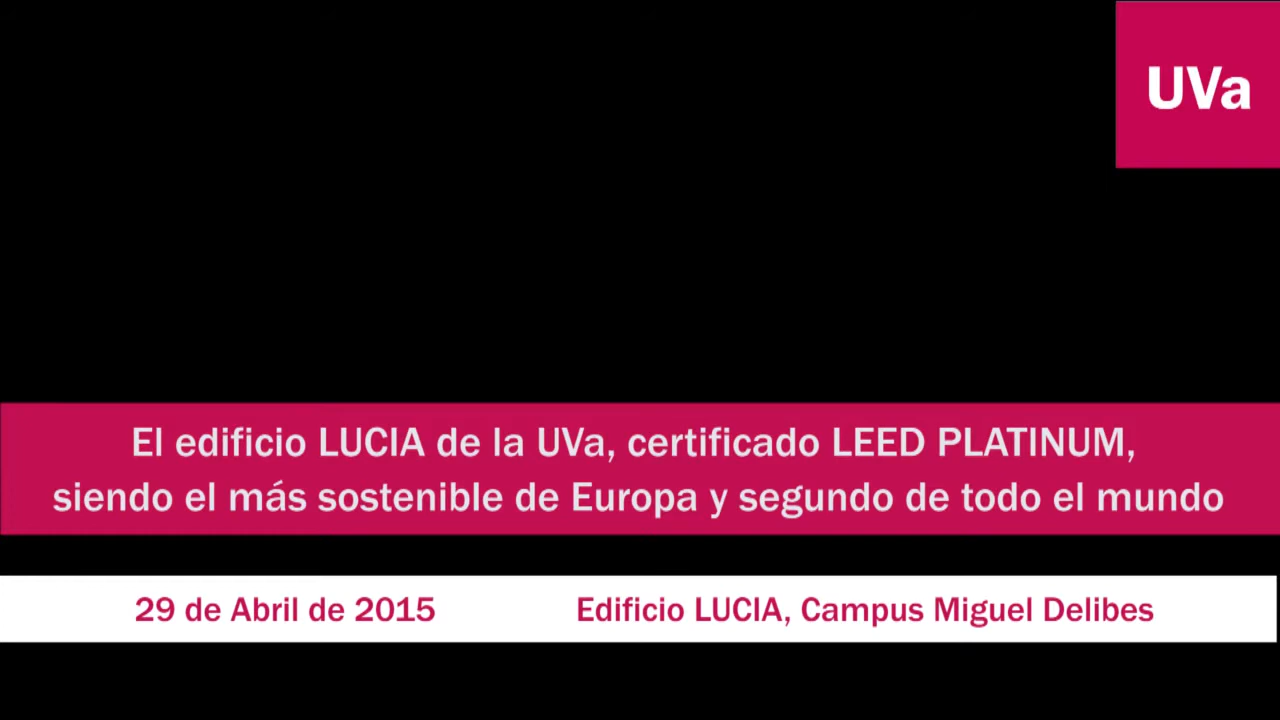 UVa
El edificio LUCIA de la UVa, certificado LEED PLATINUM,
siendo el más sostenible de Europa y segundo de todo el mundo
29 de Abril de 2015 Edificio LUCIA, Campus Miguel Delibes